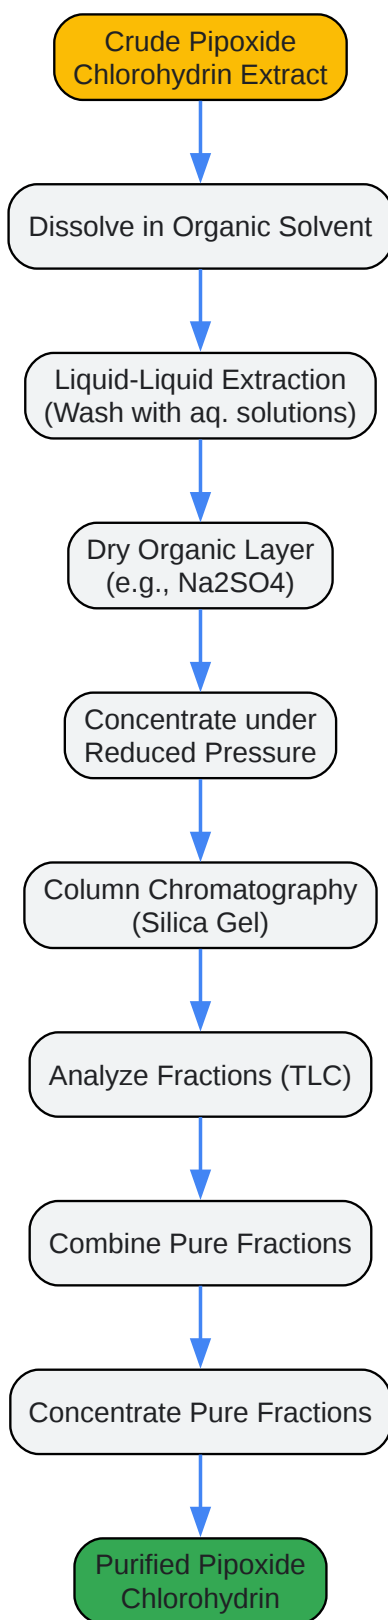 Crude Pipoxide
Chlorohydrin Extract
Dissolve in Organic Solvent
Liquid-Liquid Extraction
(Wash with aq. solutions)
Dry Organic Layer
(e.g., Na2SO4)
Concentrate under
Reduced Pressure
Column Chromatography
(Silica Gel)
Analyze Fractions (TLC)
Combine Pure Fractions
Concentrate Pure Fractions
Purified Pipoxide
Chlorohydrin